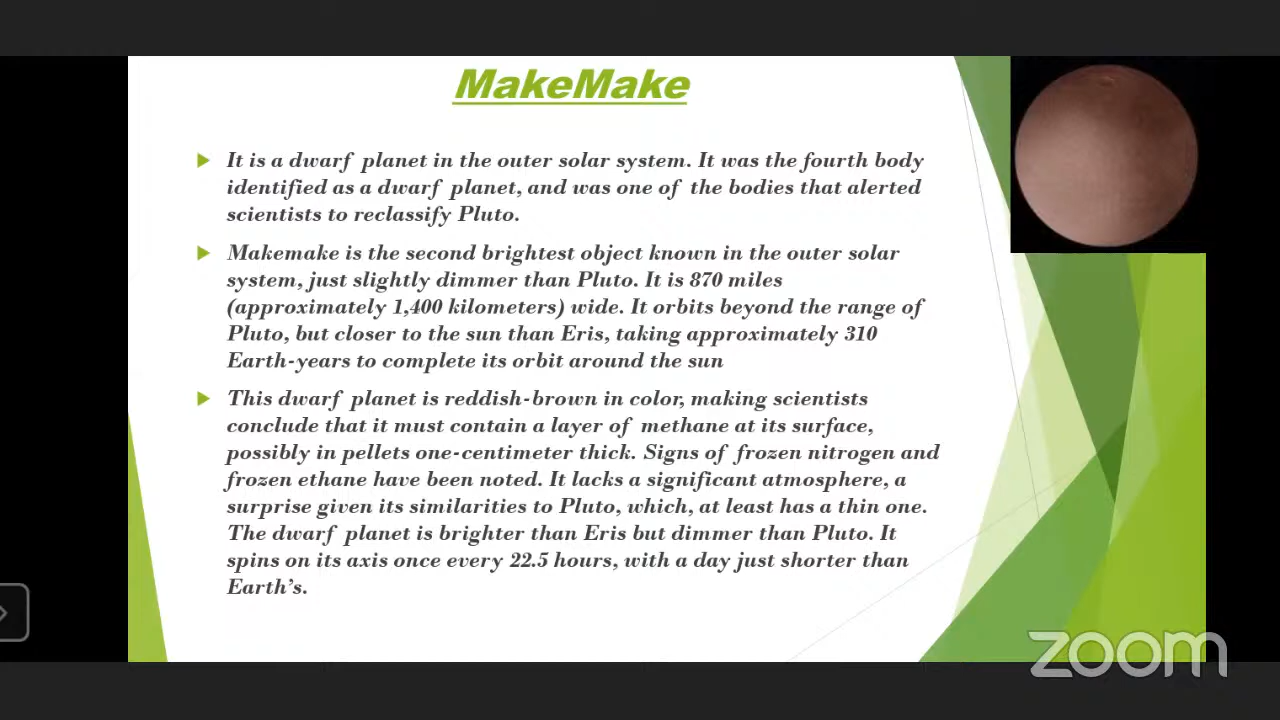 MakeMake
It is a dwarf planet in the outer solar system. It was the fourth body
identified as a dwarf planet, and was one of the bodies that alerted
scientists to reclassify Pluto.
Makemake is the second brightest object known in the outer solar
system, just slightly dimmer than Pluto. It is 870 miles
(approximately 1,400 kilometers) wide. It orbits beyond the range of
Pluto, but closer to the sun than Eris, taking approximately 310
Earth-years to complete its orbit around the sun
This dwarf planet is reddish-brown in color, making scientists
conclude that it must contain a layer of methane at its surface,
possibly in pellets one-centimeter thick. Signs of frozen nitrogen and
frozen ethane have been noted. It lacks a significant atmosphere, a
surprise given its similarities to Pluto, which, at least has a thin one.
The dwarf planet is brighter than Eris but dimmer than Pluto. It
spins on its axis once every 22.5 hours, with a day just shorter than
Earth's.
zoom